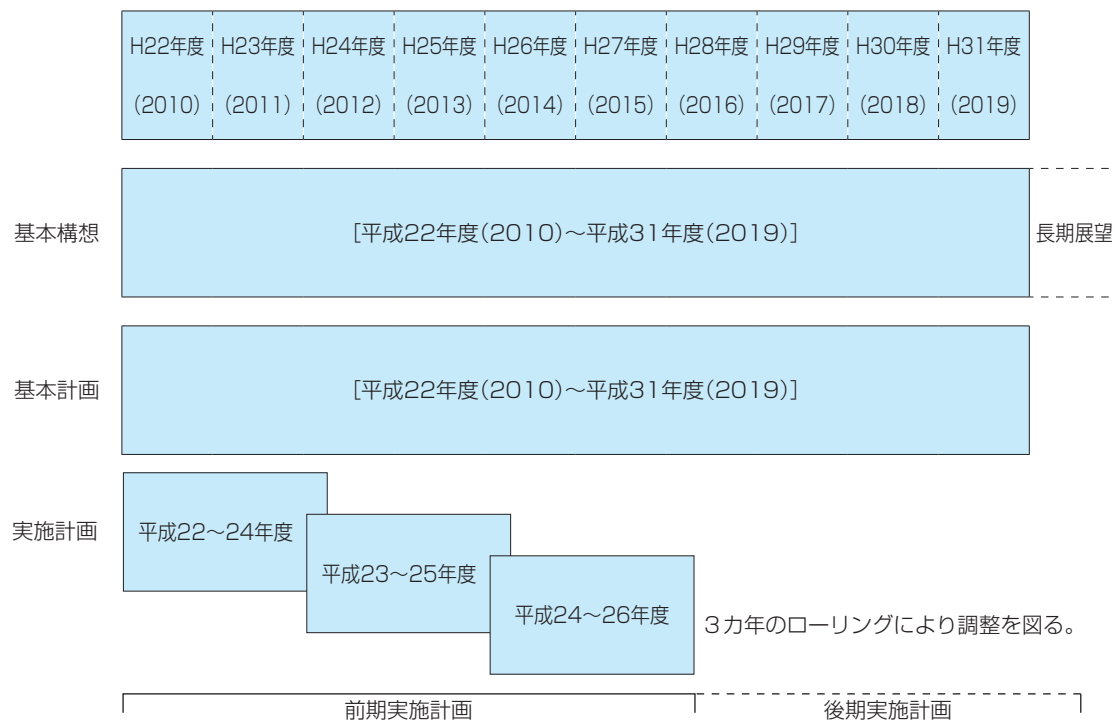 H22年度 H23年度 H24年度 H25年度 H26年度 H27年度 H28年度 H29年度 H30年度 H31年度
（2010） （2011） （2012） （2013） （2014） （2015） （2016） （2017） （2018） （2019）
基本構想 ［平成22年度（2010）～平成31年度（2019）］ 長期展望
基本計画 ［平成22年度（2010）～平成31年度（2019）］
実施計画 平成22～24年度
平成23～25年度
平成24～26年度 3カ年のローリングにより調整を図る。
前期実施計画 後期実施計画